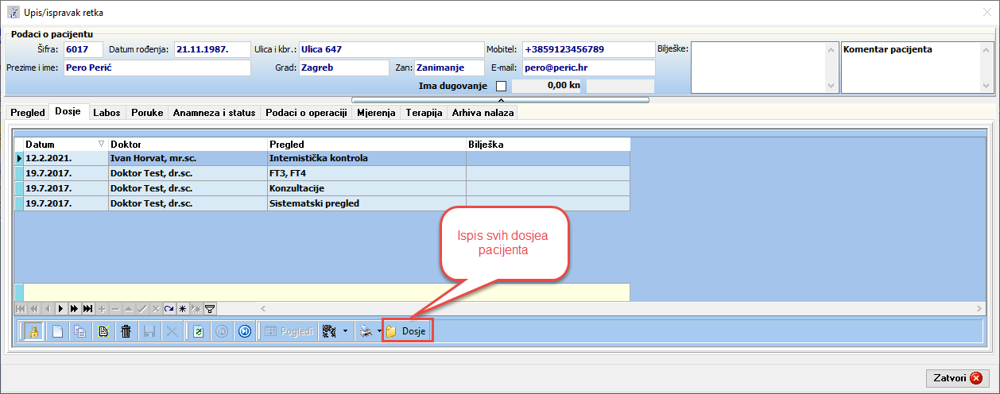 Upis/ispravak retka
Podaci o pacijentu
Šifra: 6017 Datum rođenja: 21.11.1987. Ulica i kbr.: Ulica 647 Mobitel: +3859123456789 Bilješke: Komentar pacijenta
Prezime i ime: Pero Perić Grad: Zagreb Zan: Zanimanje E-mail: pero@peric.hr
Ima dugovanje 0,00 kn
Pregled Dosje Labos Poruke Anamneza i status Podaci o operaciji Mjerenja Terapija Arhiva nalaza
Datum Doktor Pregled Bilješka
12.2.2021. Ivan Horvat, mr.sc. Internistička kontrola
19.7.2017. Doktor Test, dr.sc. FT3, FT4
19.7.2017. Doktor Test, dr.sc. Konzultacije
19.7.2017. Doktor Test, dr.sc. Sistematski pregled
Ispis svih dosjea
pacijenta
Pogledi Dosje
Zatvori